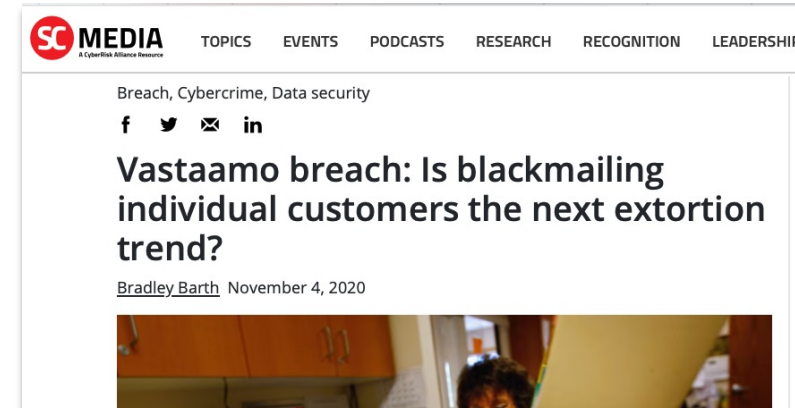 SC MEDIA
A CyberRisk Alliance Resource
TOPICS EVENTS PODCASTS RESEARCH RECOGNITION LEADERSHIP
Breach, Cybercrime, Data security
Vastaamo breach: Is blackmailing
individual customers the next extortion
trend?
Bradley Barth November 4, 2020